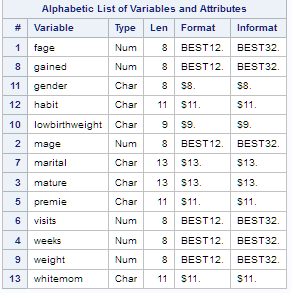 Alphabetic List of Variables and Attributes
# Variable Type Len Format Informat
1 fage Num 8 BEST12. BEST32.
8 gained Num 8 BEST12. BEST32.
11 gender Char 8 $8. $8.
12 habit Char 11 $11. $11.
10 lowbirthweight Char 9 $9. $9.
2 mage Num 8 BEST12. BEST32.
7 marital Char 13 $13. $13.
3 mature Char 13 $13. $13.
5 premie Char 11 $11. $11.
6 visits Num 8 BEST12. BEST32.
4 weeks Num 8 BEST12. BEST32.
9 weight Num 8 BEST12. BEST32.
13 whitemom Char 11 $11. $11.